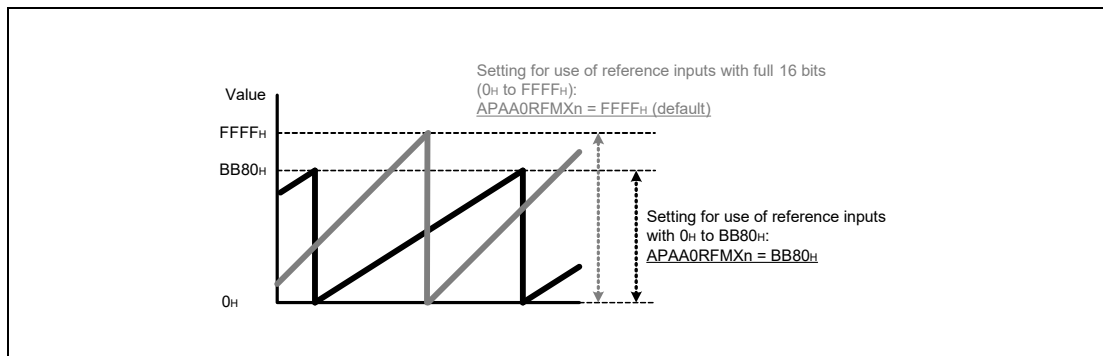 Setting for use of reference inputs with full 16 bits
(0H to FFFFH):
APAA0RFMXn = FFFFH (default)
Value
FFFFH
BB80H
Setting for use of reference inputs
with 0H to BB80H:
APAA0RFMXn = BB80H
0H